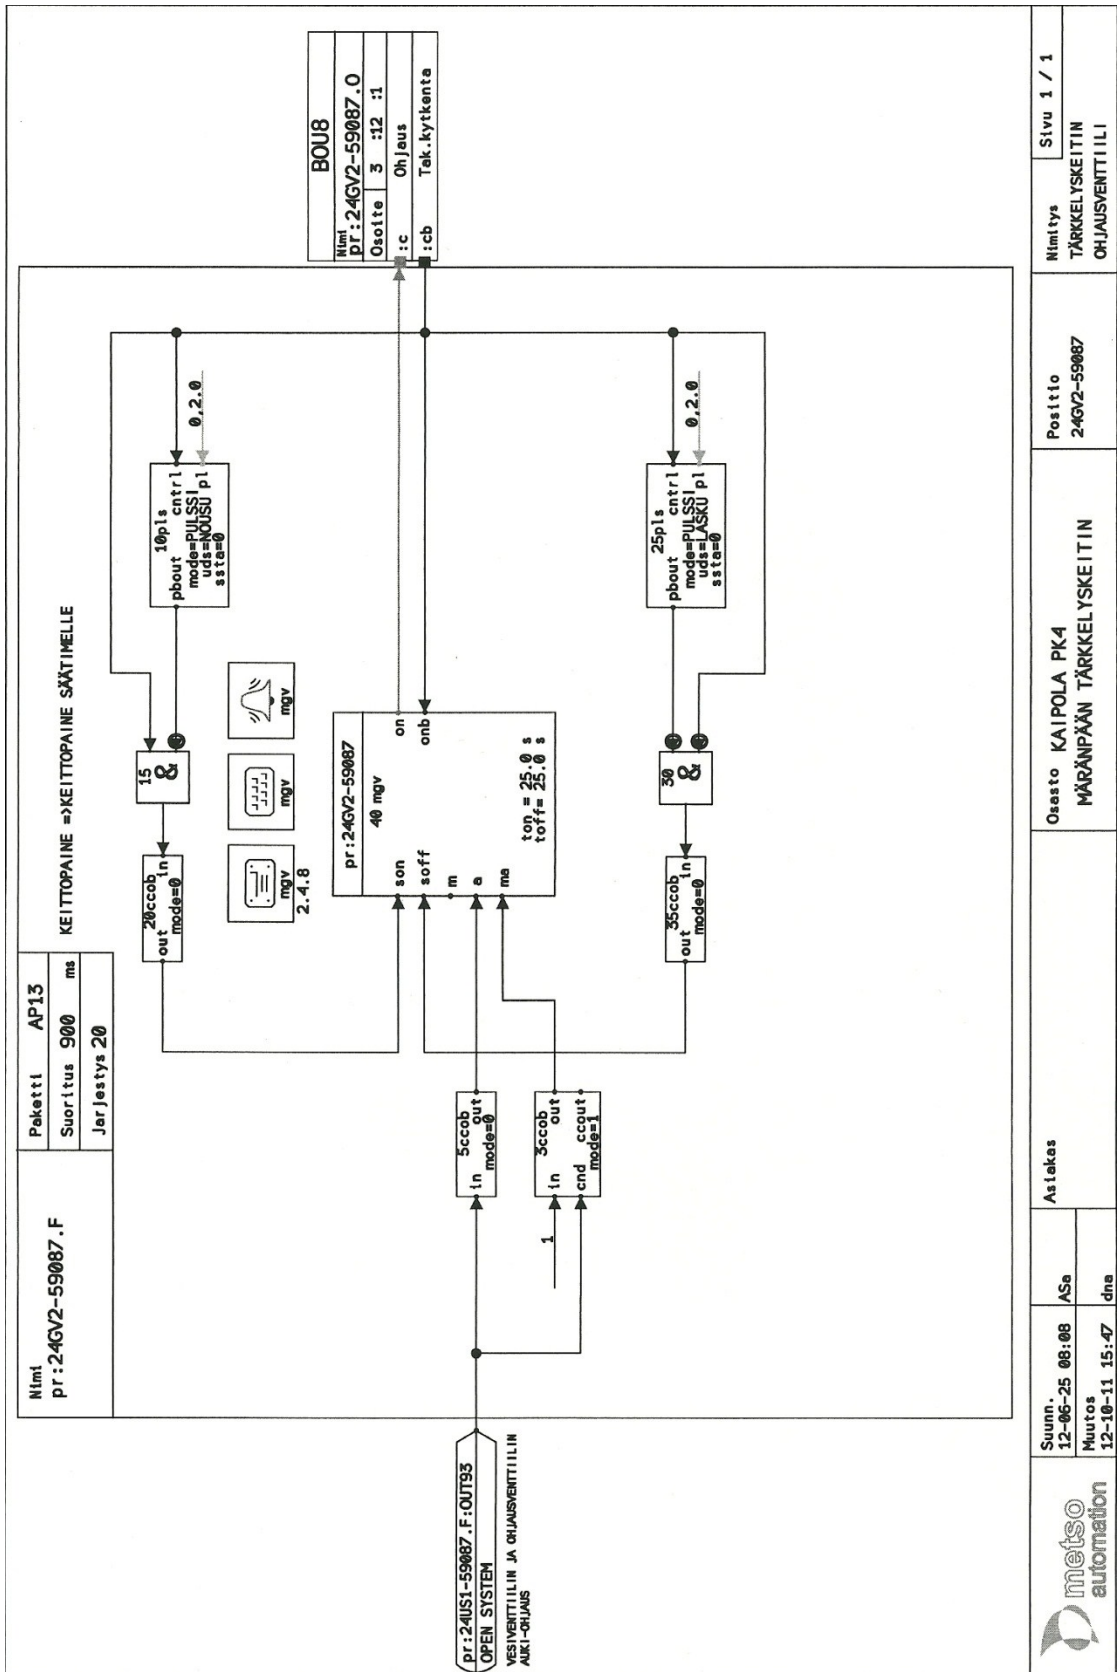 Nimi
pr:24GV2-59087.F
Paketti AP13
Suoritus 900 ms
Jarjestys 20
KEITTOPAINE =>KEITTOPAINE SÄÄTIMELLE
BOU8
Nimi
pr:24GV2-59087.O
Osoite 3 :12 :1
:c Ohjaus
:cb Tak.kytkenta
20ccob
out in
mode=0
15
&
10pls
pbout cntrl
mode=PULSSI
uds=NOUSU pl
ssta=0
0,2.0
mgv
2.4.8
mgv
mgv
pr:24GV2-59087
40 mgv
son
soff
m
a
ma
on
onb
ton = 25.0 s
toff= 25.0 s
pr:24US1-59087.F:OUT93
OPEN SYSTEM
VESIVENTTIILIN JA OHJAUSVENTTIILIN
AUKI-OHJAUS
5ccob
in out
mode=0
1
3ccob
in out
cnd ccout
mode=1
35ccob
out in
mode=0
30
&
25pls
pbout cntrl
mode=PULSSI
uds=LASKU pl
ssta=0
0,2.0
metso
automation
Suunn.
12-06-25 08:08 ASa
Muutos
12-10-11 15:47 dna
Asiakas
Osasto KAIPOLA PK4
MÄRÄNPÄÄN TÄRKKELYSKEITIN
Positio
24GV2-59087
Nimitys
TÄRKKELYSKEITIN
OHJAUSVENTTIILI
Sivu 1 / 1